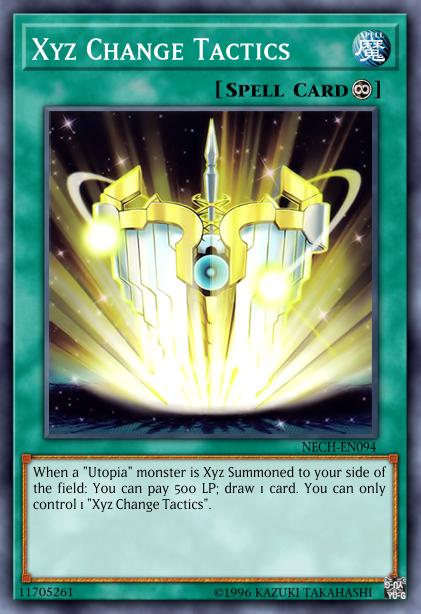 Xyz Change Tactics
SPELL
魔
[Spell Card]
NECH-EN094
When a "Utopia" monster is Xyz Summoned to your side of
the field: You can pay 500 LP; draw 1 card. You can only
control 1 "Xyz Change Tactics".
11705261
©1996 KAZUKI TAKAHASHI